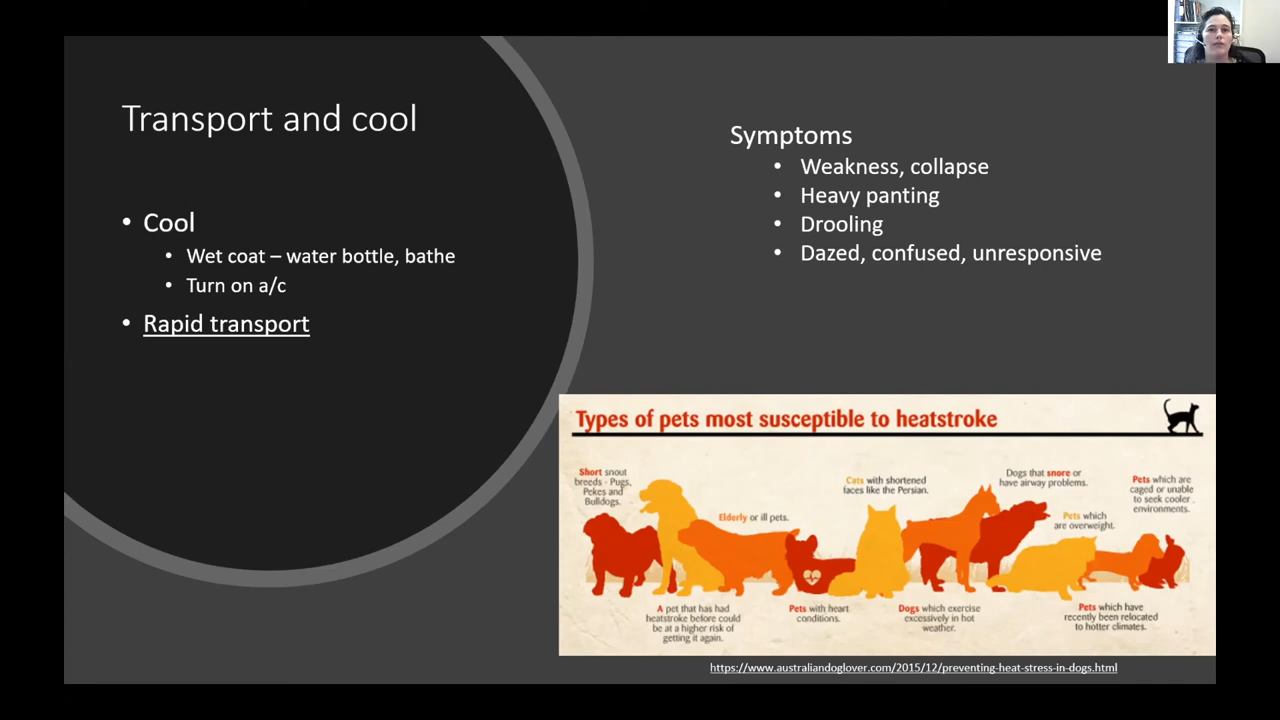 Transport and cool
• Cool
• Wet coat – water bottle, bathe
• Turn on a/c
• Rapid transport
Symptoms
• Weakness, collapse
• Heavy panting
• Drooling
• Dazed, confused, unresponsive
Types of pets most susceptible to heatstroke
Short snout
breeds - Pugs,
Pekes and
Bulldogs.
Elderly or ill pets.
Cats with shortened
faces like the Persian.
Dogs that snore or
have airway problems.
Pets which
are overweight.
Pets which are
caged or unable
to seek cooler
environments.
A pet that has had
heatstroke before could
be at a higher risk of
getting it again.
Pets with heart
conditions.
Dogs which exercise
excessively in hot
weather.
Pets which have
recently been relocated
to hotter climates.
https://www.australiandoglover.com/2015/12/preventing-heat-stress-in-dogs.html